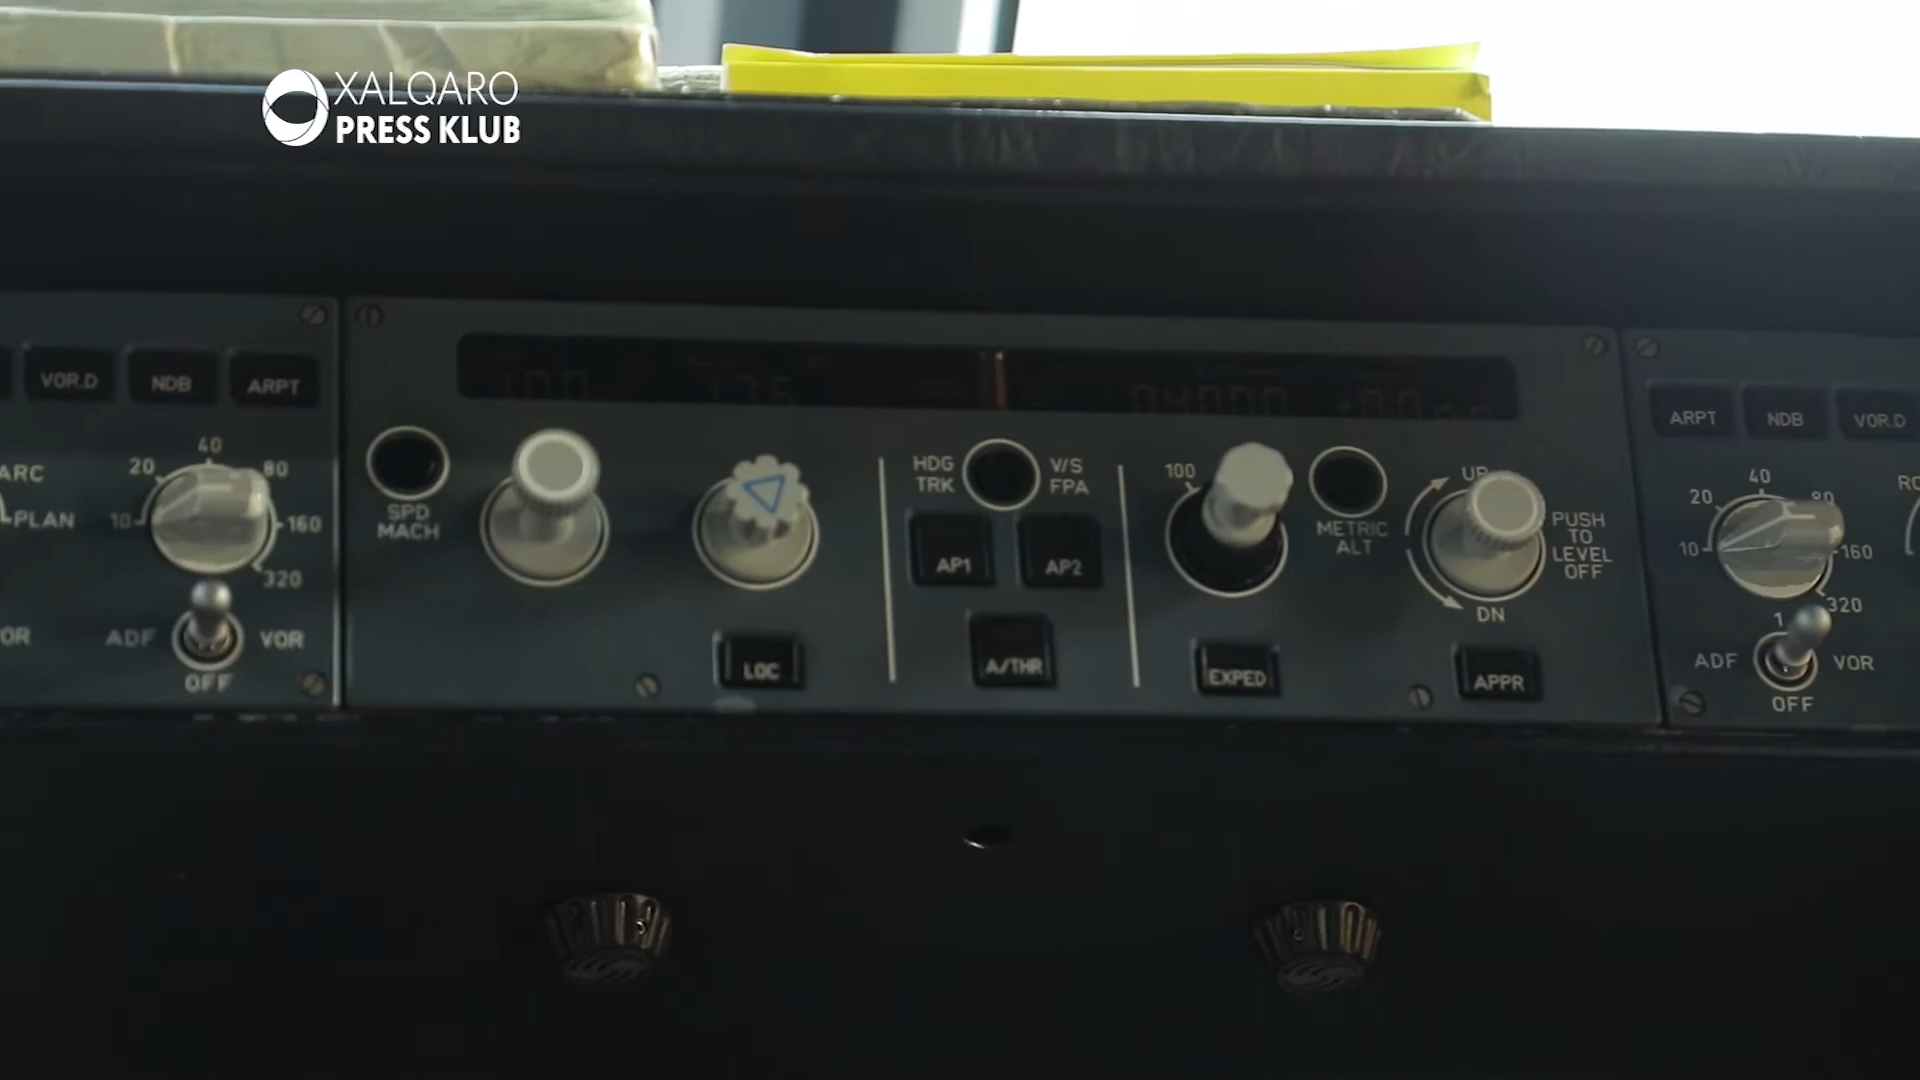 XALQARO
PRESS KLUB
VOR.D
NDB
ARPT
ARPT
NDB
VOR.D
ARC
PLAN
10
20
40
80
160
320
ADF
VOR
OFF
SPD
MACH
LOC
HDG
TRK
V/S
FPA
AP1
AP2
A/THR
100
METRIC
ALT
EXPED
UP
DN
PUSH
TO
LEVEL
OFF
APPR
10
20
40
80
160
320
1
ADF
VOR
OFF